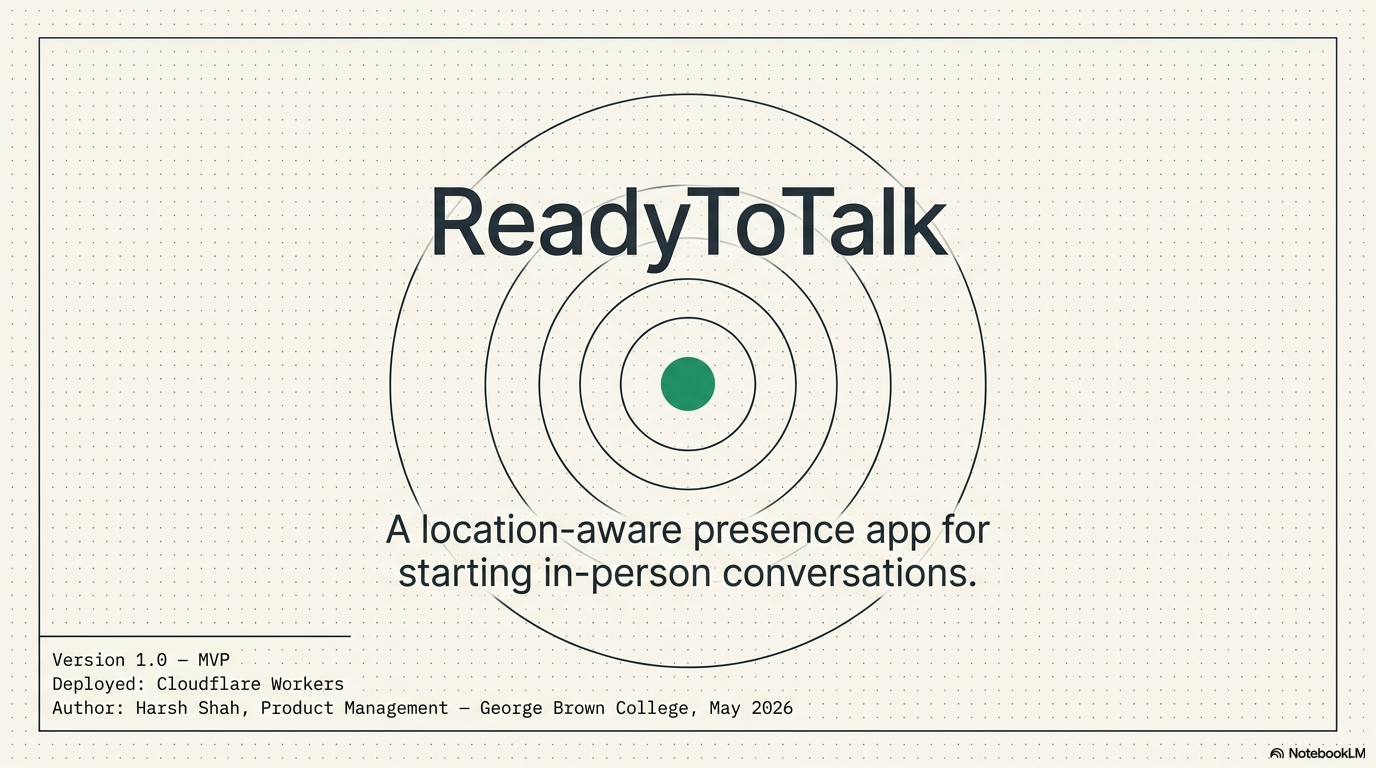 ReadyToTalk
A location-aware presence app for
starting in-person conversations.
Version 1.0 — MVP
Deployed: Cloudflare Workers
Author: Harsh Shah, Product Management — George Brown College, May 2026
NotebookLM